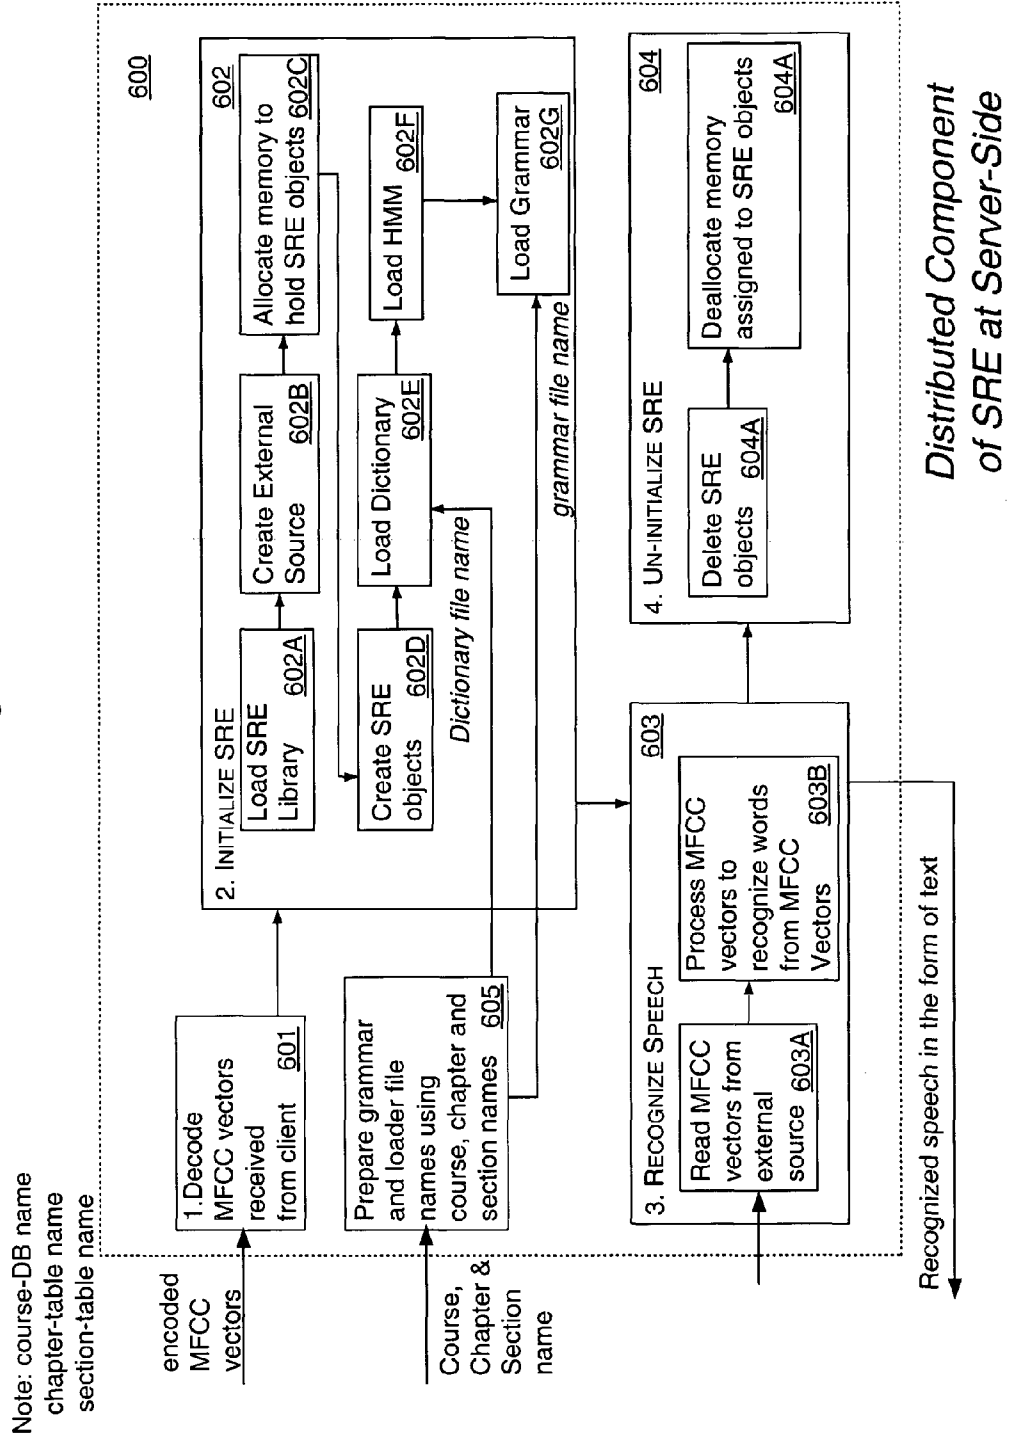 Note: course-DB name
chapter-table name
section-table name
600
encoded
MFCC
vectors
1.Decode
MFCC vectors
received
from client 601
2. INITIALIZE SRE
602
Load SRE
Library 602A
Create External
Source 602B
Allocate memory to
hold SRE objects 602C
Create SRE
objects 602D
Load Dictionary
602E
Load HMM
602F
Dictionary file name
Load Grammar
602G
grammar file name
Course,
Chapter &
Section
name
Prepare grammar
and loader file
names using
course, chapter and
section names 605
3. RECOGNIZE SPEECH
603
Read MFCC
vectors from
external
source 603A
Process MFCC
vectors to
recognize words
from MFCC
Vectors 603B
4. UN-INITIALIZE SRE
604
Delete SRE
objects 604A
Deallocate memory
assigned to SRE objects
604A
Recognized speech in the form of text
Distributed Component
of SRE at Server-Side